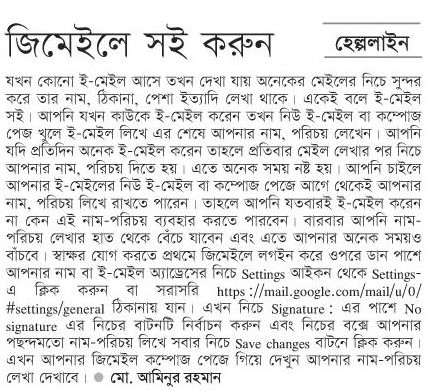 জিমেইলে সই করুন
হেল্পলাইন
যখন কোনো ই-মেইল আসে তখন দেখা যায় অনেকের মেইলের নিচে সুন্দর
করে তার নাম, ঠিকানা, পেশা ইত্যাদি লেখা থাকে। একেই বলে ই-মেইল
সই। আপনি যখন কাউকে ই-মেইল করেন তখন নিউ ই-মেইল বা কম্পোজ
পেজ খুলে ই-মেইল লিখে এর শেষে আপনার নাম, পরিচয় লেখেন। আপনি
যদি প্রতিদিন অনেক ই-মেইল করেন তাহলে প্রতিবার মেইল লেখার পর নিচে
আপনার নাম, পরিচয় দিতে হয়। এতে অনেক সময় নষ্ট হয়। আপনি চাইলে
আপনার ই-মেইলের নিউ ই-মেইল বা কম্পোজ পেজে আগে থেকেই আপনার
নাম, পরিচয় লিখে রাখতে পারেন। তাহলে আপনি যতবারই ই-মেইল করেন
না কেন এই নাম-পরিচয় ব্যবহার করতে পারবেন। বারবার আপনি নাম-
পরিচয় লেখার হাত থেকে বেঁচে যাবেন এবং এতে আপনার অনেক সময়ও
বাঁচবে। স্বাক্ষর যোগ করতে প্রথমে জিমেইলে লগইন করে ওপরে ডান পাশে
আপনার নাম বা ই-মেইল অ্যাড্রেসের নিচে Settings আইকন থেকে Settings-
এ ক্লিক করুন বা সরাসরি https://mail.google.com/mail/u/0/
#settings/general ঠিকানায় যান। এখন নিচে Signature : এর পাশে No
signature এর নিচের বাটনটি নির্বাচন করুন এবং নিচের বক্সে আপনার
পছন্দমতো নাম-পরিচয় লিখে সবার নিচে Save changes বাটনে ক্লিক করুন।
এখন আপনার জিমেইল কম্পোজ পেজে গিয়ে দেখুন আপনার নাম-পরিচয়
লেখা দেখাবে। ● মো. আমিনুর রহমান